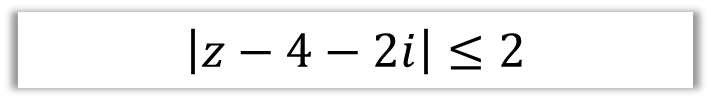 |z − 4 − 2i| ≤ 2